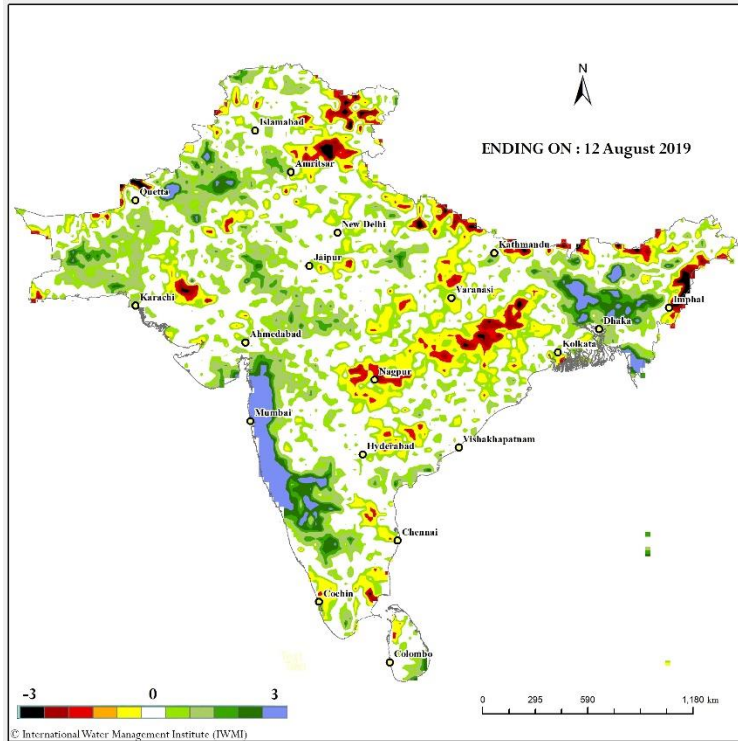 N
Islamabad
ENDING ON : 12 August 2019
Amritsar
Quetta
New Delhi
Kathmandu
Jaipur
Varanasi
Karachi
Imphal
Dhaka
Ahmedabad
Kolkata
Nagpur
Mumbai
Hyderabad
Vishakhapatnam
Chennai
Cochin
Colombo
-3 0 3
0 295 590 1,180 km
© International Water Management Institute (IWMI)